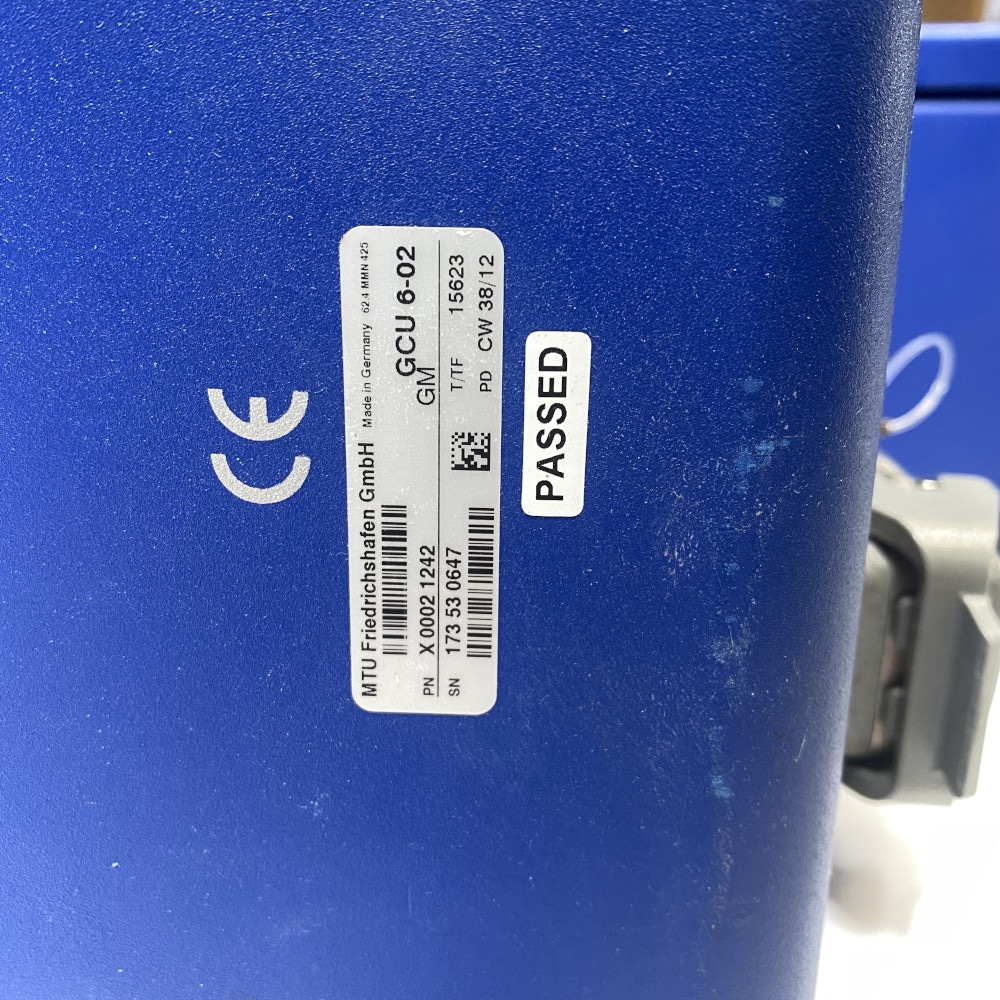 CE
MTU Friedrichshafen GmbH Made in Germany 62.4 MMN 425
GCU 6-02
PN X 0002 1242 GM
SN 173 53 0647 T/TF 15623
PD CW 38/12
PASSED